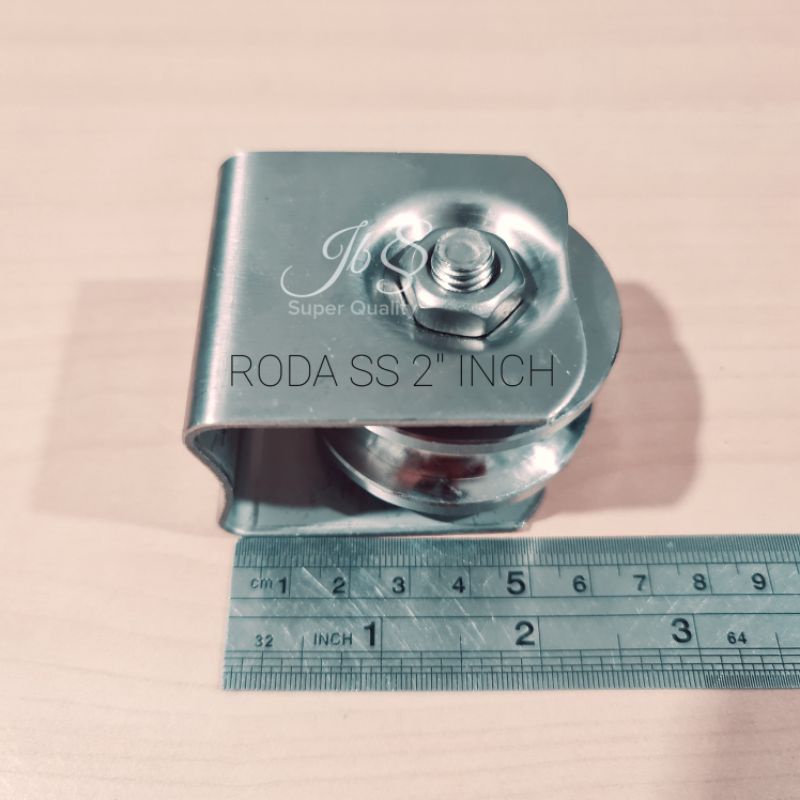 JbS
Super Quality
RODA SS 2" INCH
cm 1 2 3 4 5 6 7 8 9
32 INCH 1 2 3 64